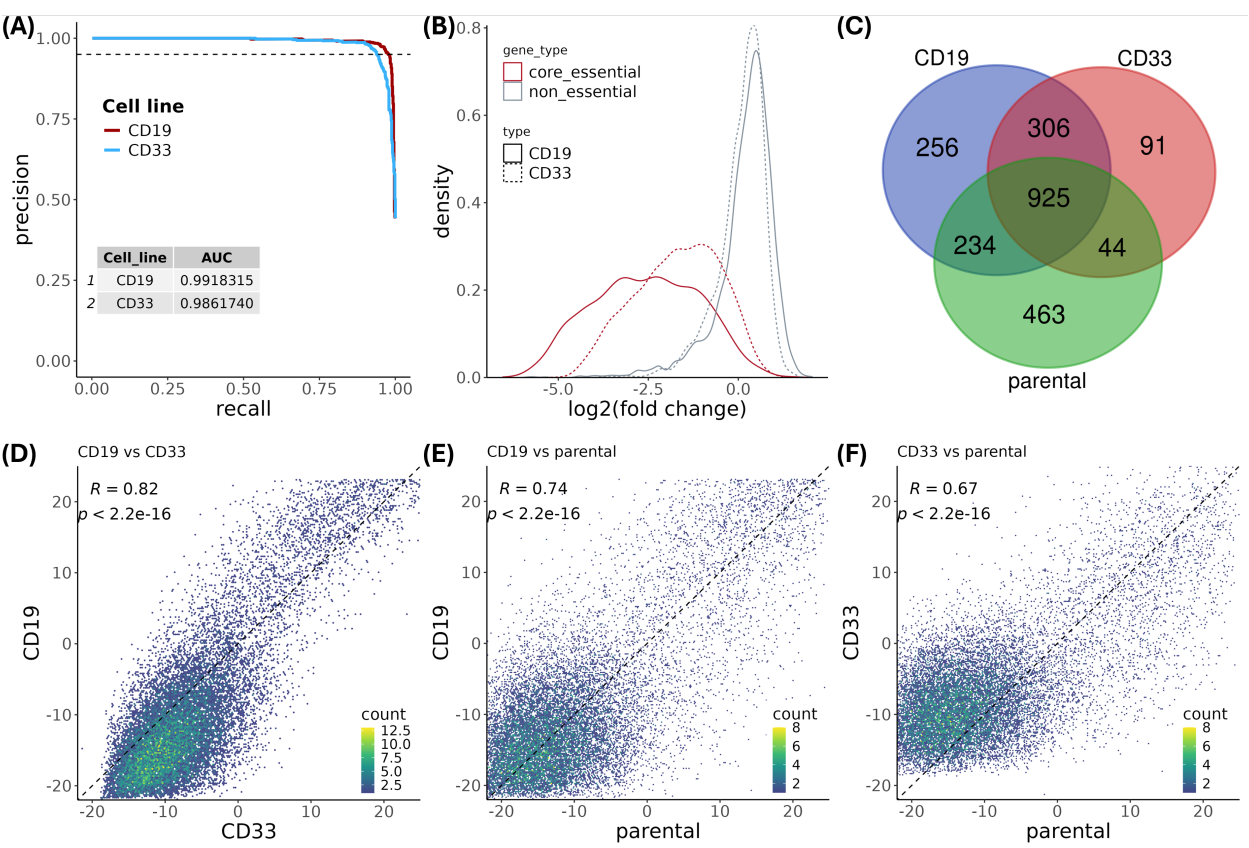 (A)
1.00
0.75
0.50
0.25
0.00
precision
Cell line
CD19
CD33
Cell_line AUC
1 CD19 0.9918315
2 CD33 0.9861740
0.00 0.25 0.50 0.75 1.00
recall
(B)
0.8
0.6
0.4
0.2
0.0
density
gene_type
core_essential
non_essential
type
CD19
CD33
-5.0 -2.5 0.0
log2(fold change)
(C)
CD19 CD33
256 306 91
925
234 44
463
parental
(D)
CD19 vs CD33
R = 0.82
p < 2.2e-16
20
10
0
-10
-20
CD19
count
12.5
10.0
7.5
5.0
2.5
-20 -10 0 10 20
CD33
(E)
CD19 vs parental
R = 0.74
p < 2.2e-16
20
10
0
-10
-20
CD19
count
8
6
4
2
-20 -10 0 10 20
parental
(F)
CD33 vs parental
R = 0.67
p < 2.2e-16
20
10
0
-10
-20
CD33
count
8
6
4
2
-20 -10 0 10 20
parental